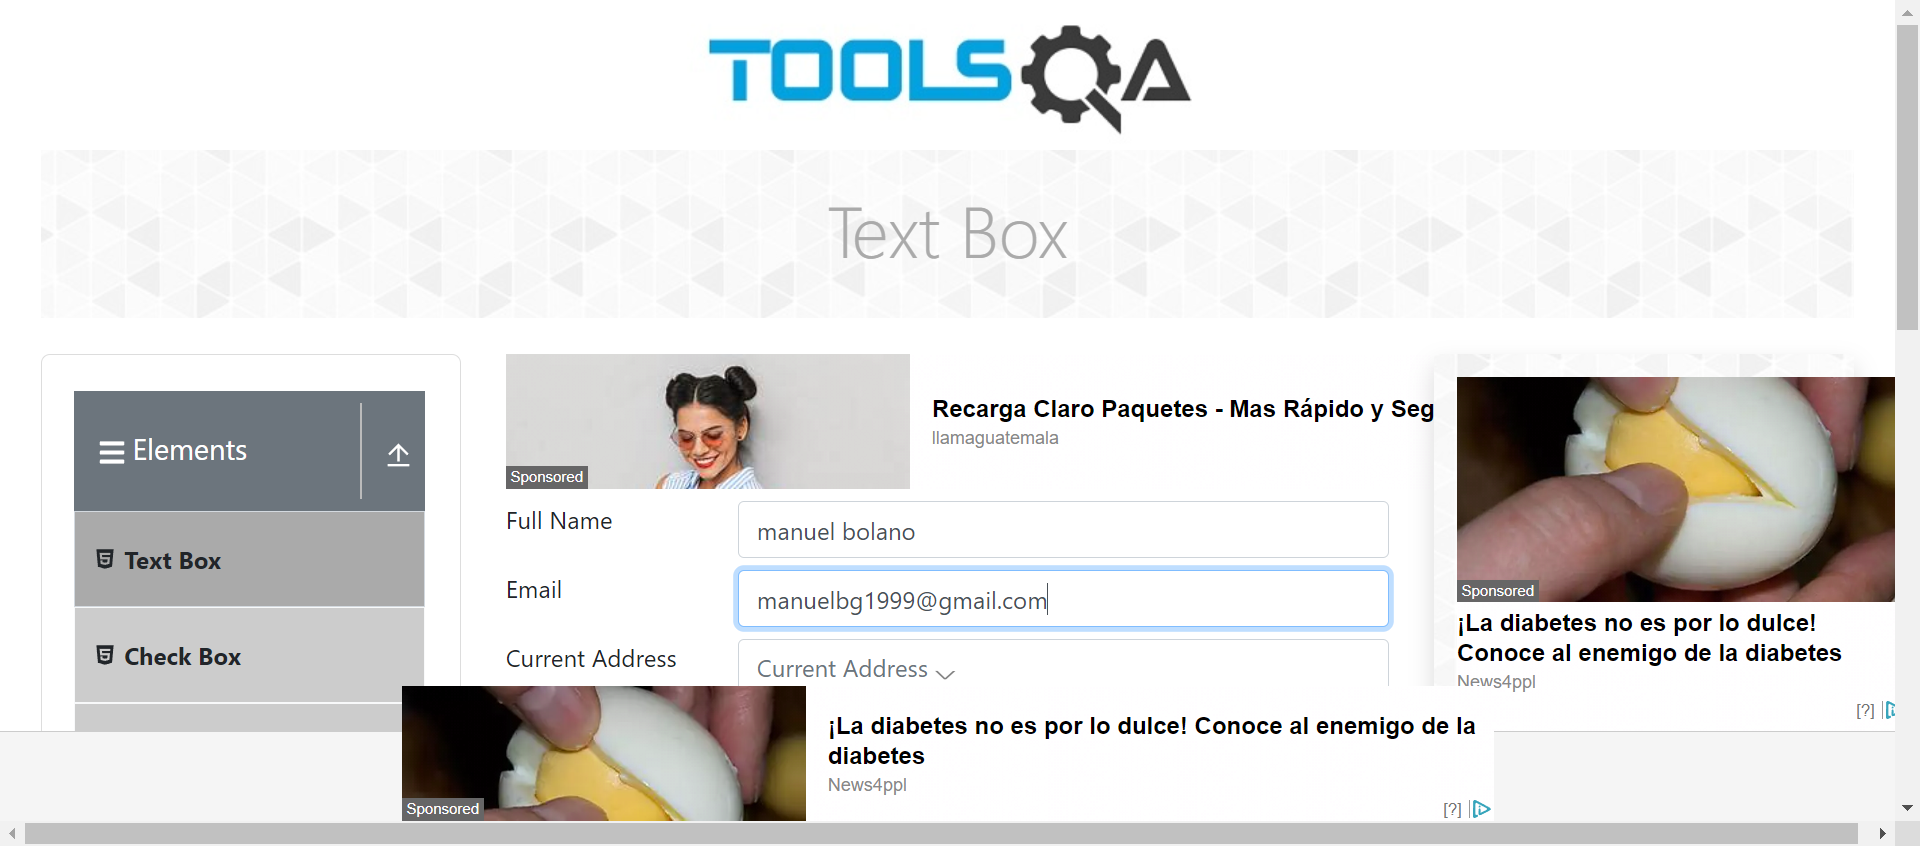 TOOLSQA
Text Box
Elements
Text Box
Check Box
Sponsored
Recarga Claro Paquetes - Mas Rápido y Seg
llamaguatemala
Full Name
manuel bolano
Email
manuelbg1999@gmail.com
Current Address
Current Address
Sponsored
¡La diabetes no es por lo dulce!
Conoce al enemigo de la diabetes
News4ppl
[?]
Sponsored
¡La diabetes no es por lo dulce! Conoce al enemigo de la
diabetes
News4ppl
[?]